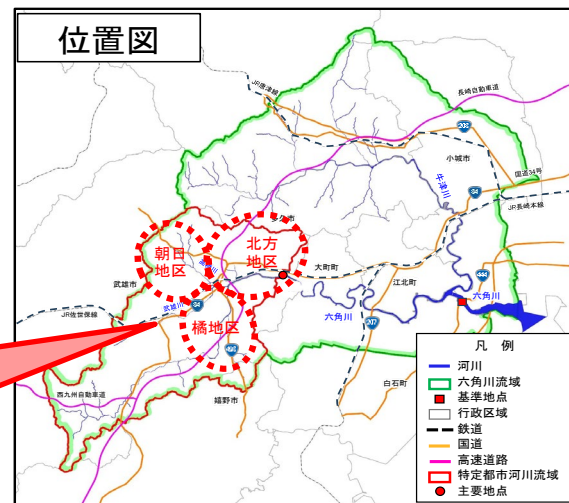 位置図
JR唐津線
長崎自動車道
203
小城市
国道34号
牛津川
34
JR長崎本線
多久市
北方
地区
朝日
地区
武雄市
大町町
江北町
444
六角川
武雄川
34
JR佐世保線
橘地区
六角川
207
498
西九州自動車道
嬉野市
白石町
凡 例
河川
六角川流域
基準地点
行政区域
鉄道
国道
高速道路
特定都市河川流域
主要地点